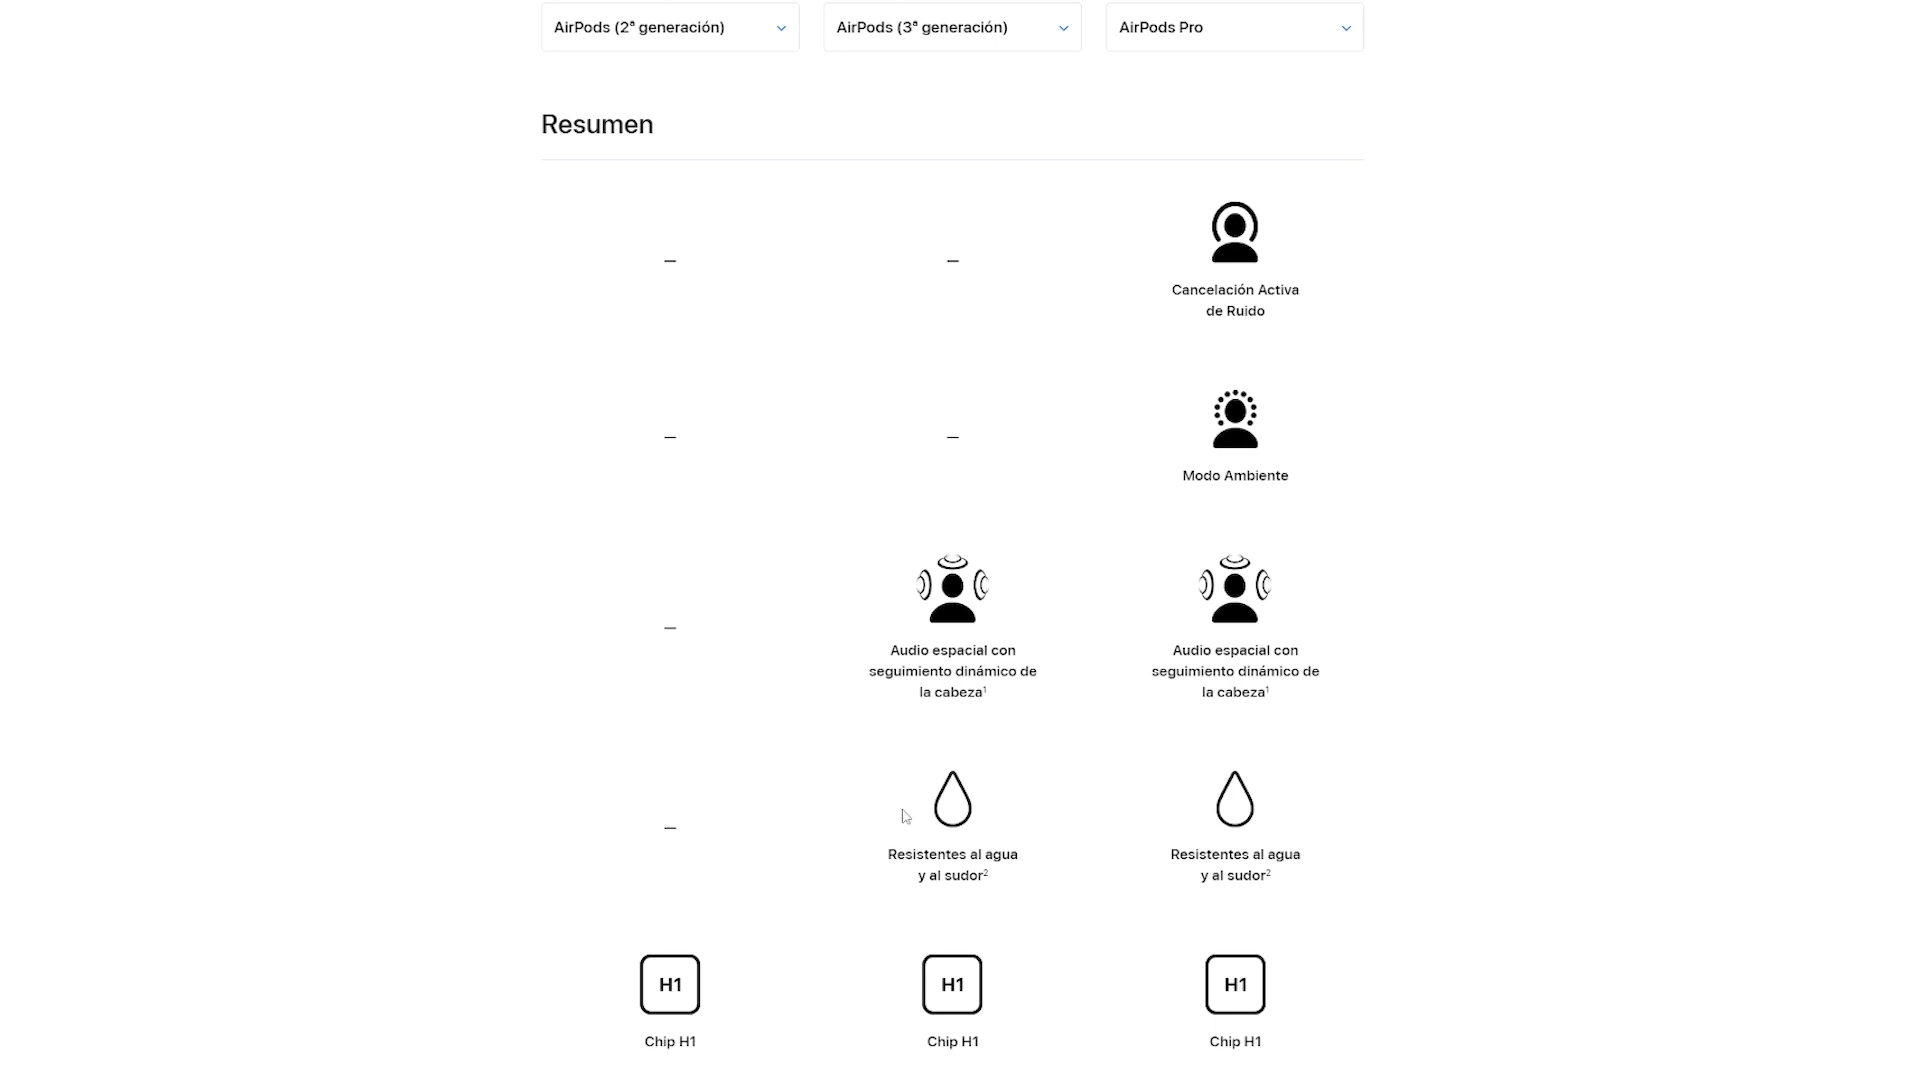 AirPods (2ª generación) AirPods (3ª generación) AirPods Pro
Resumen
— — Cancelación Activa
de Ruido
— — Modo Ambiente
— Audio espacial con Audio espacial con
seguimiento dinámico de seguimiento dinámico de
la cabeza¹ la cabeza¹
— Resistentes al agua Resistentes al agua
y al sudor² y al sudor²
H1 H1 H1
Chip H1 Chip H1 Chip H1